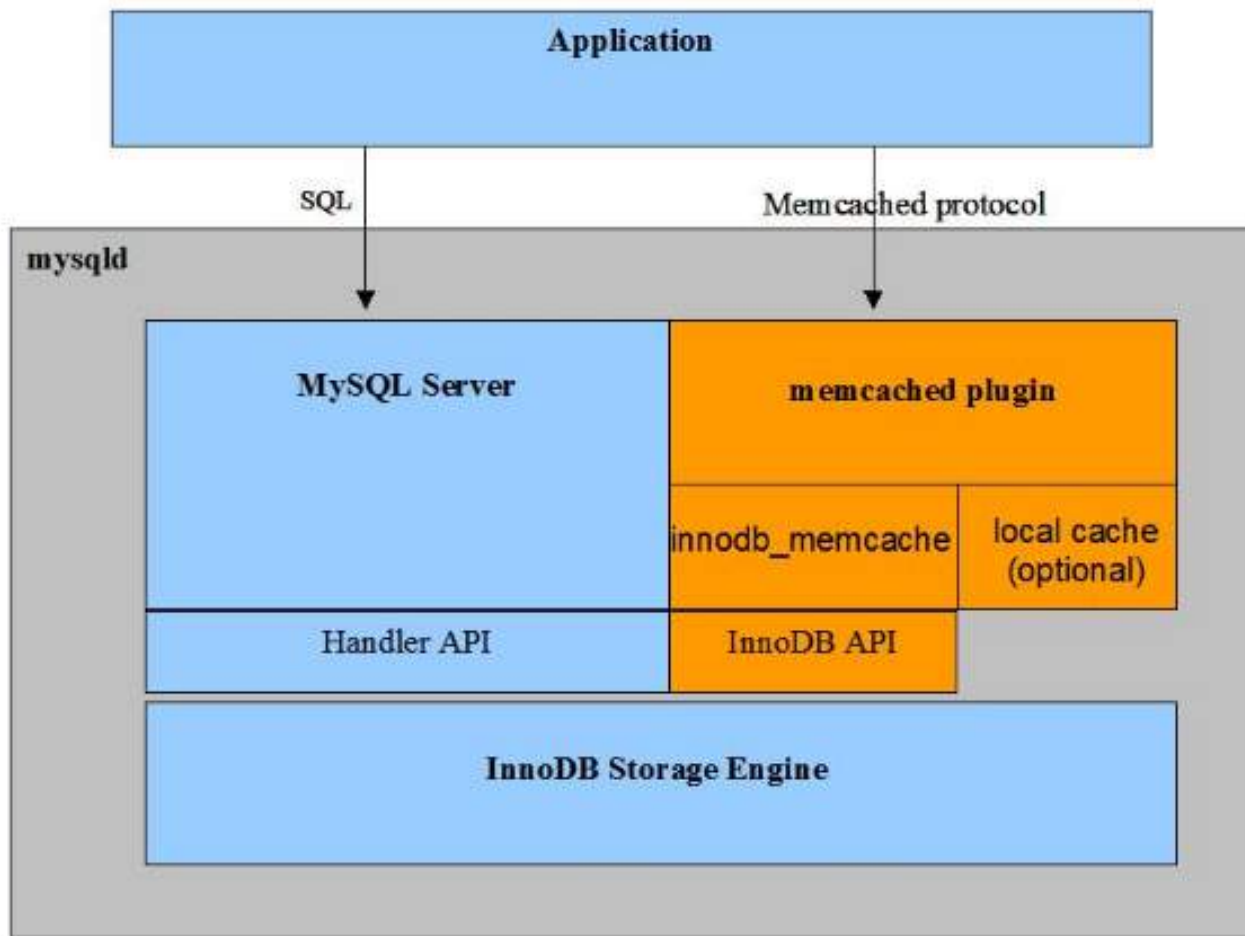 Application
SQL
Memcached protocol
mysqld
MySQL Server
memcached plugin
innodb_memcache
local cache
(optional)
Handler API
InnoDB API
InnoDB Storage Engine